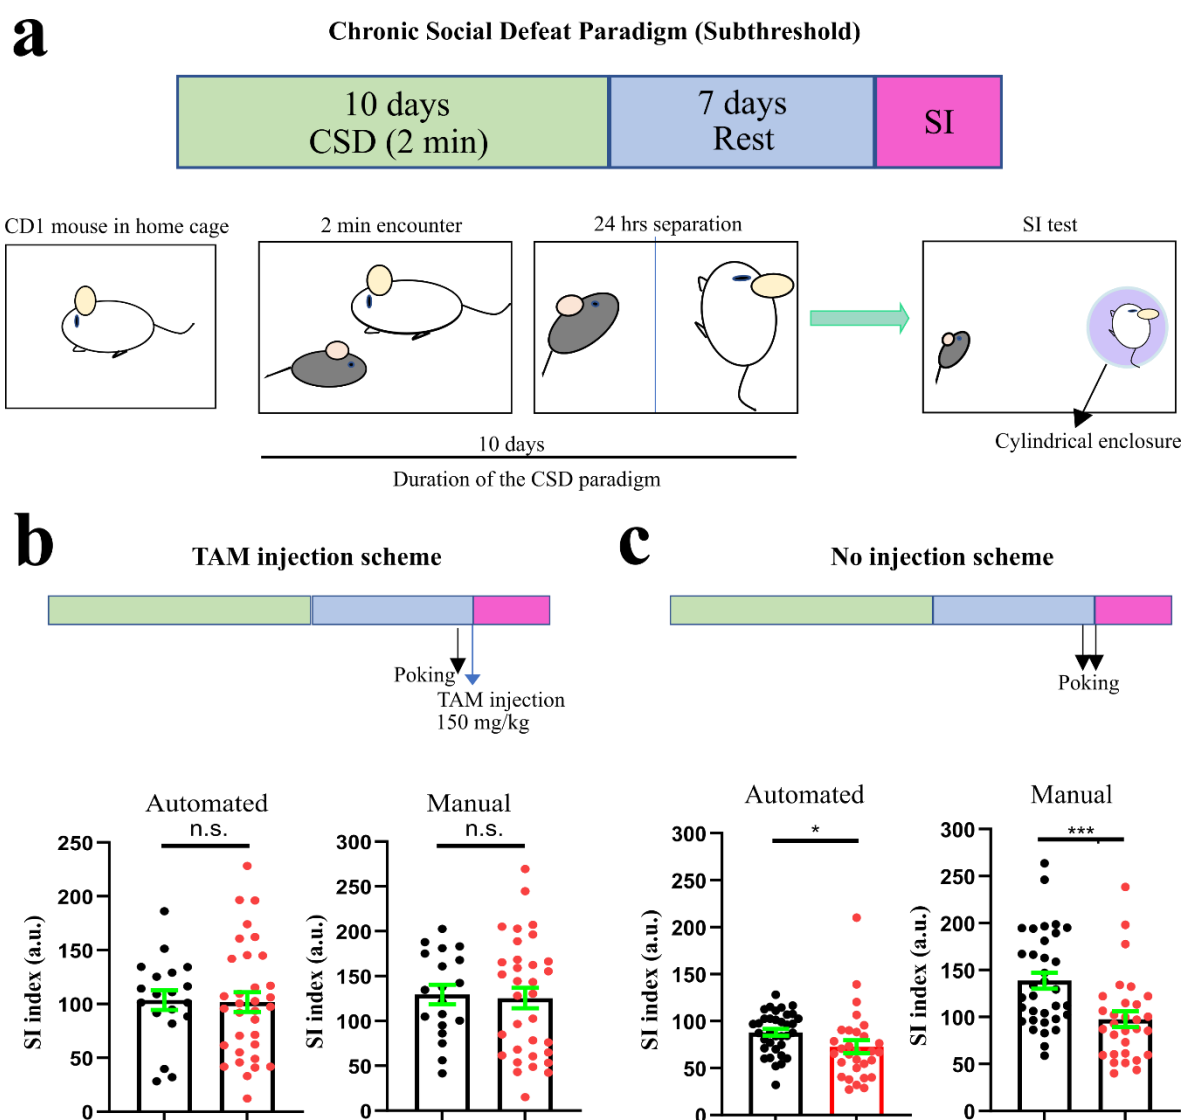 a
Chronic Social Defeat Paradigm (Subthreshold)
10 days
CSD (2 min)
7 days
Rest
SI
CD1 mouse in home cage
2 min encounter
24 hrs separation
SI test
Cylindrical enclosure
10 days
Duration of the CSD paradigm
b
TAM injection scheme
Poking
TAM injection
150 mg/kg
c
No injection scheme
Poking
Automated
n.s.
SI index (a.u.)
250
200
150
100
50
0
Manual
n.s.
SI index (a.u.)
300
250
200
150
100
50
0
Automated
*
SI index (a.u.)
300
250
200
150
100
50
0
Manual
***
SI index (a.u.)
300
250
200
150
100
50
0